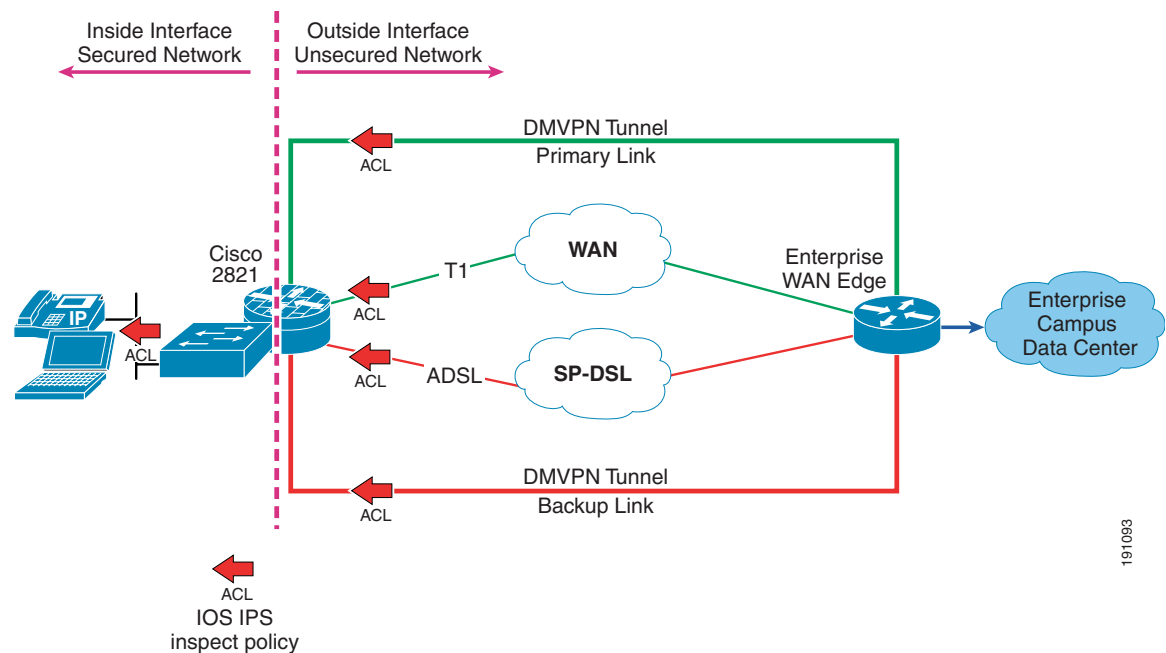 Inside Interface
Secured Network
Outside Interface
Unsecured Network
DMVPN Tunnel
Primary Link
ACL
Cisco
2821
T1
WAN
Enterprise
WAN Edge
ACL
IP
ACL
Enterprise
Campus
Data Center
ACL
ADSL
SP-DSL
DMVPN Tunnel
Backup Link
ACL
ACL
IOS IPS
inspect policy
191093